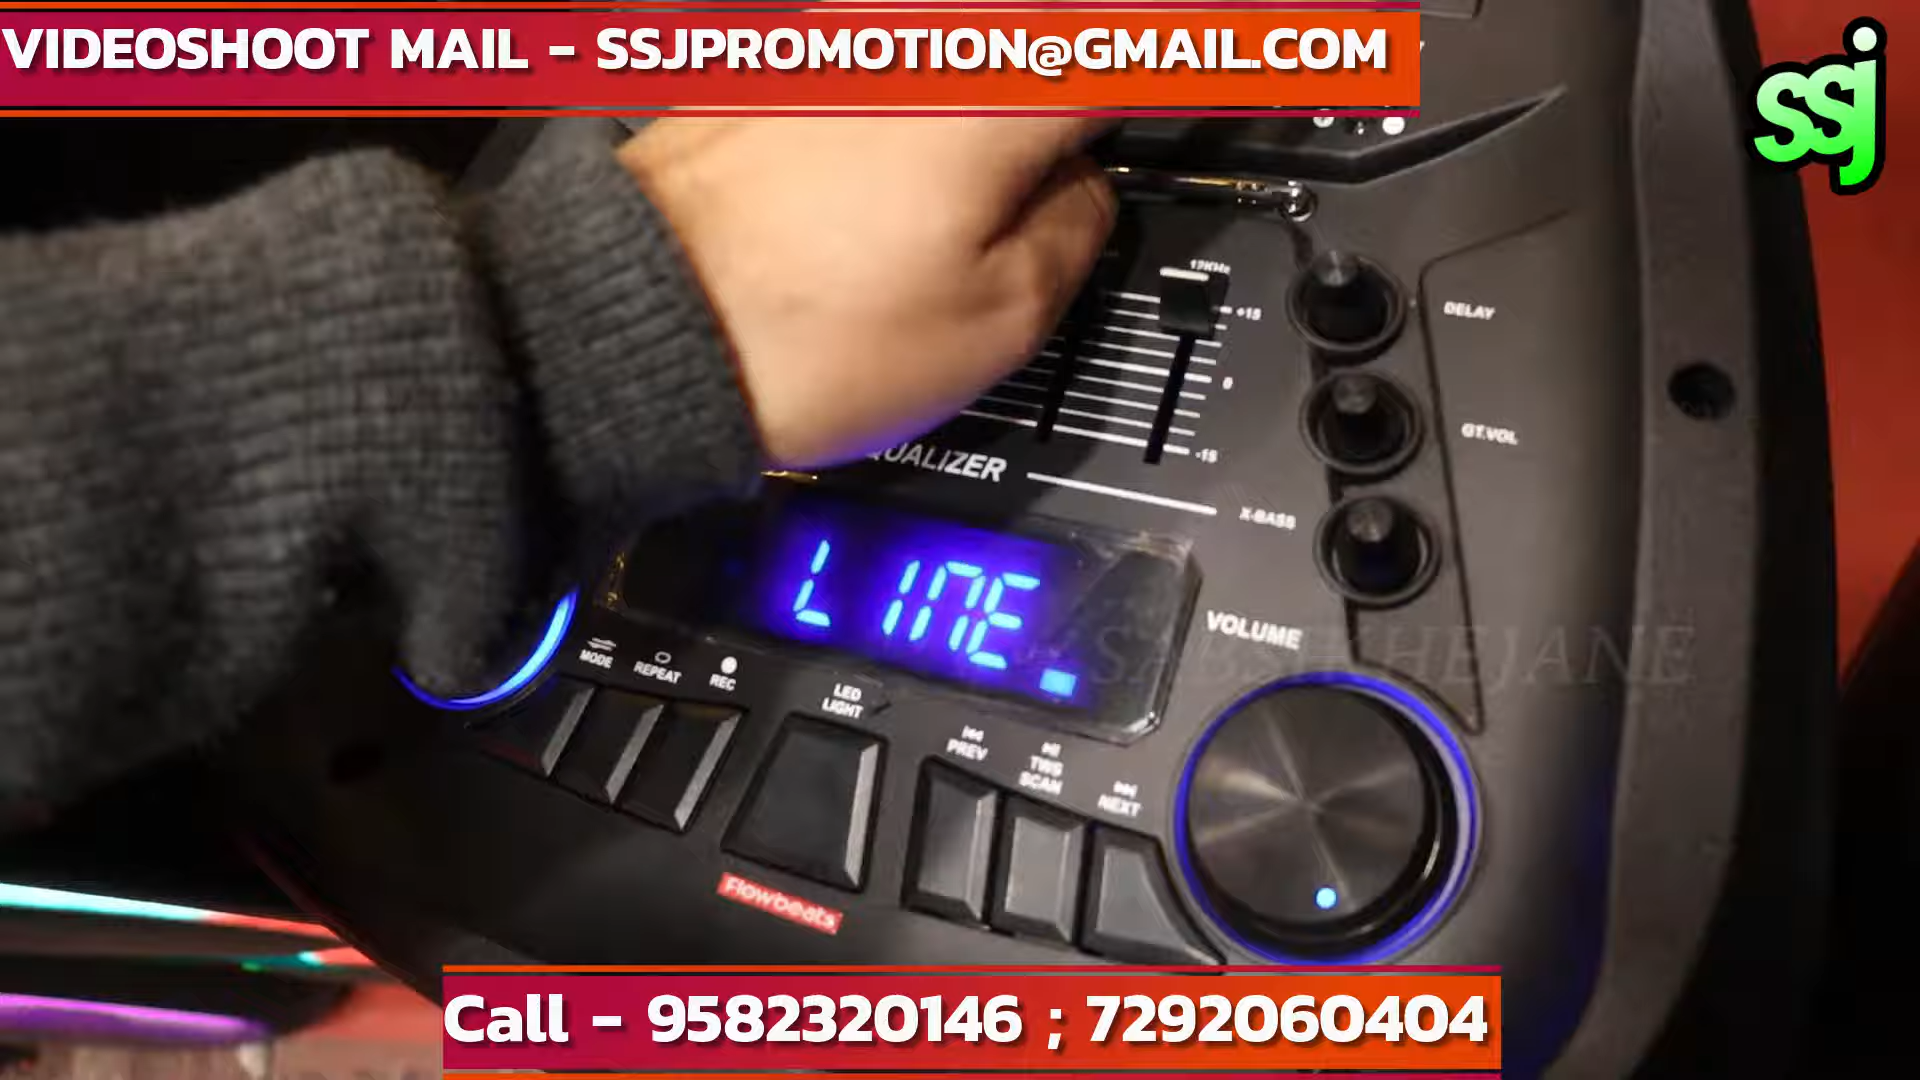 VIDEOSHOOT MAIL - SSJPROMOTION@GMAIL.COM
ssj
12KHz
+15
0
-15
DELAY
GT.VOL
X-BASS
QUALIZER
LINE
VOLUME
MODE
REPEAT
REC
LED
LIGHT
PREV
TWS
SCAN
NEXT
Flowbeats
Call - 9582320146 ; 7292060404